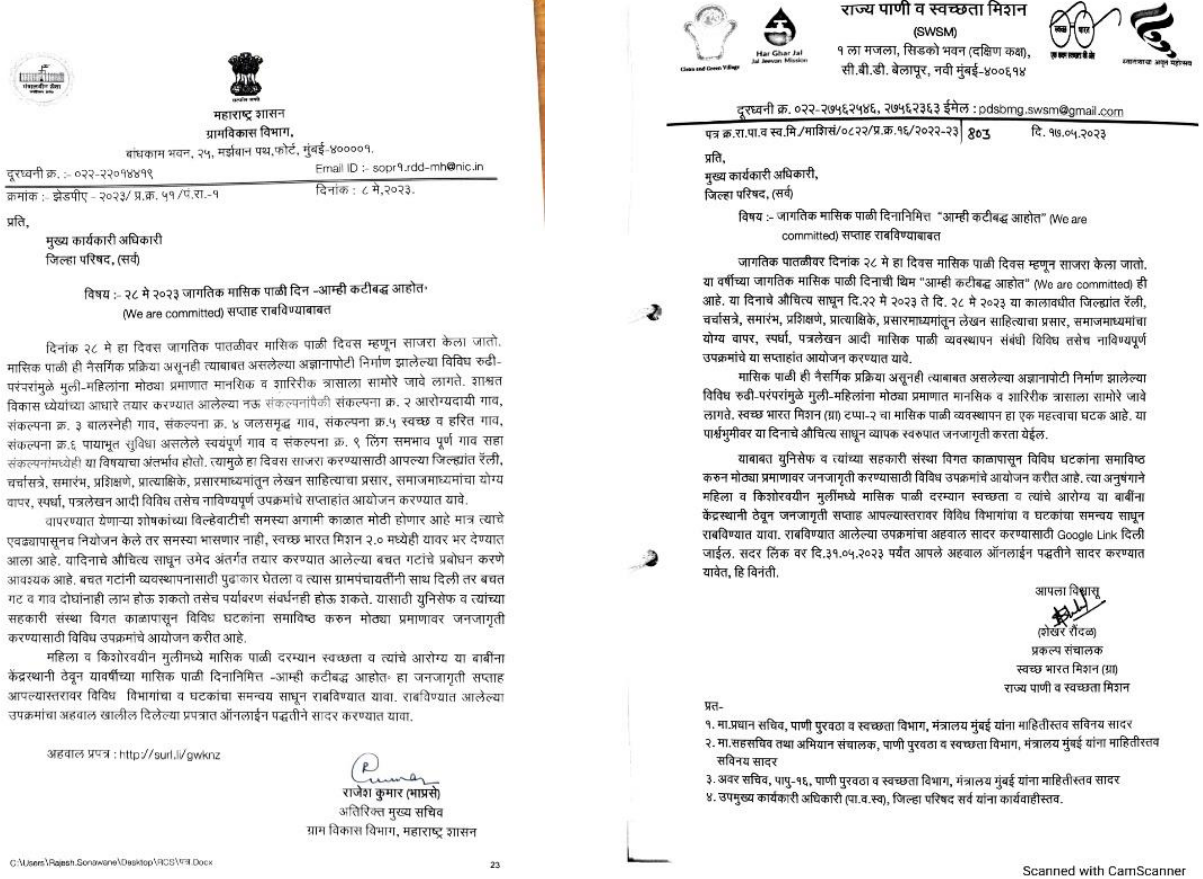 महाराष्ट्र शासन
ग्रामविकास विभाग,
बांधकाम भवन, २५, मर्झबान पथ,फोर्ट, मुंबई-४००००१.
दूरध्वनी क्र. :- ०२२-२२०१४४१९
Email ID :- sopr१.rdd-mh@nic.in
क्रमांक :- झेडपीए - २०२३/ प्र.क्र. ५१ /पं.रा.-१
दिनांक : ८ मे,२०२३.
प्रति,
मुख्य कार्यकारी अधिकारी
जिल्हा परिषद, (सर्व)
विषय :- २८ मे २०२३ जागतिक मासिक पाळी दिन -आम्ही कटीबद्ध आहोत-
(We are committed) सप्ताह राबविण्याबाबत
दिनांक २८ मे हा दिवस जागतिक पातळीवर मासिक पाळी दिवस म्हणून साजरा केला जातो.
मासिक पाळी ही नैसर्गिक प्रक्रिया असूनही त्याबाबत असलेल्या अज्ञानापोटी निर्माण झालेल्या विविध रुढी-
परंपरांमुळे मुली-महिलांना मोठ्या प्रमाणात मानसिक व शारिरीक त्रासाला सामोरे जावे लागते. शाश्वत
विकास ध्येयांच्या आधारे तयार करण्यात आलेल्या नऊ संकल्पनांपैकी संकल्पना क्र. २ आरोग्यदायी गाव,
संकल्पना क्र. ३ बालस्नेही गाव, संकल्पना क्र. ४ जलसमृद्ध गाव, संकल्पना क्र.५ स्वच्छ व हरित गाव,
संकल्पना क्र.६ पायाभूत सुविधा असलेले स्वयंपूर्ण गाव व संकल्पना क्र. ९ लिंग समभाव पूर्ण गाव सहा
संकल्पनांमध्येही या विषयाचा अंतर्भाव होतो. त्यामुळे हा दिवस साजरा करण्यासाठी आपल्या जिल्ह्यांत रॅली,
चर्चासत्रे, समारंभ, प्रशिक्षणे, प्रात्याक्षिके, प्रसारमाध्यमांतून लेखन साहित्याचा प्रसार, समाजमाध्यमांचा योग्य
वापर, स्पर्धा, पत्रलेखन आदी विविध तसेच नाविण्यपूर्ण उपक्रमांचे सप्ताहांत आयोजन करण्यात यावे.
वापरण्यात येणाऱ्या शोषकांच्या विल्हेवाटीची समस्या अगामी काळात मोठी होणार आहे मात्र त्याचे
एवढ्यापासूनच नियोजन केले तर समस्या भासणार नाही, स्वच्छ भारत मिशन २.० मध्येही यावर भर देण्यात
आला आहे. यादिनाचे औचित्य साधून उमेद अंतर्गत तयार करण्यात आलेल्या बचत गटांचे प्रबोधन करणे
आवश्यक आहे. बचत गटांनी व्यवस्थापनासाठी पुढाकार घेतला व त्यास ग्रामपंचायतींनी साथ दिली तर बचत
गट व गाव दोघांनाही लाभ होऊ शकतो तसेच पर्यावरण संवर्धनही होऊ शकते. यासाठी युनिसेफ व त्यांच्या
सहकारी संस्था विगत काळापासून विविध घटकांना समाविष्ठ करुन मोठ्या प्रमाणावर जनजागृती
करण्यासाठी विविध उपक्रमांचे आयोजन करीत आहे.
महिला व किशोरवयीन मुलींमध्ये मासिक पाळी दरम्यान स्वच्छता व त्यांचे आरोग्य या बाबींना
केंद्रस्थानी ठेवून यावर्षीच्या मासिक पाळी दिनानिमित्त -आम्ही कटीबद्ध आहोत- हा जनजागृती सप्ताह
आपल्यास्तरावर विविध विभागांचा व घटकांचा समन्वय साधून राबविण्यात यावा. राबविण्यात आलेल्या
उपक्रमांचा अहवाल खालील दिलेल्या प्रपत्रात ऑनलाईन पद्धतीने सादर करण्यात यावा.
अहवाल प्रपत्र : http://surl.li/gwknz
राजेश कुमार (भाप्रसे)
अतिरिक्त मुख्य सचिव
ग्राम विकास विभाग, महाराष्ट्र शासन
C:\Users\Rajesh.Sonawane\Desktop\RCS\पत्र.Docx
23
राज्य पाणी व स्वच्छता मिशन
(SWSM)
१ ला मजला, सिडको भवन (दक्षिण कक्ष),
सी.बी.डी. बेलापूर, नवी मुंबई-४००६१४
Clean and Green Village
Har Ghar Jal
Jal Jeevan Mission
स्वच्छ भारत
एक कदम स्वच्छता की ओर
आजादी का अमृत महोत्सव
दूरध्वनी क्र. ०२२-२७५६२५४६, २७५६२३६३ ईमेल : pdsbmg.swsm@gmail.com
पत्र क्र.रा.पा.व स्व.मि./माशिसं/०८२२/प्र.क्र.१६/२०२२-२३/ 803
दि. १७.०५.२०२३
प्रति,
मुख्य कार्यकारी अधिकारी,
जिल्हा परिषद, (सर्व)
विषय :- जागतिक मासिक पाळी दिनानिमित्त "आम्ही कटीबद्ध आहोत" (We are
committed) सप्ताह राबविण्याबाबत
जागतिक पातळीवर दिनांक २८ मे हा दिवस मासिक पाळी दिवस म्हणून साजरा केला जातो.
या वर्षीच्या जागतिक मासिक पाळी दिनाची थिम "आम्ही कटीबद्ध आहोत" (We are committed) ही
आहे. या दिनाचे औचित्य साधून दि.२२ मे २०२३ ते दि. २८ मे २०२३ या कालावधीत जिल्ह्यांत रॅली,
चर्चासत्रे, समारंभ, प्रशिक्षणे, प्रात्याक्षिके, प्रसारमाध्यमांतून लेखन साहित्याचा प्रसार, समाजमाध्यमांचा
योग्य वापर, स्पर्धा, पत्रलेखन आदी मासिक पाळी व्यवस्थापन संबंधी विविध तसेच नाविण्यपूर्ण
उपक्रमांचे या सप्ताहांत आयोजन करण्यात यावे.
मासिक पाळी ही नैसर्गिक प्रक्रिया असूनही त्याबाबत असलेल्या अज्ञानापोटी निर्माण झालेल्या
विविध रुढी-परंपरांमुळे मुली-महिलांना मोठ्या प्रमाणात मानसिक व शारिरीक त्रासाला सामोरे जावे
लागते. स्वच्छ भारत मिशन (ग्रा) टप्पा-२ चा मासिक पाळी व्यवस्थापन हा एक महत्वाचा घटक आहे. या
पार्श्वभुमीवर या दिनाचे औचित्य साधून व्यापक स्वरुपात जनजागृती करता येईल.
याबाबत युनिसेफ व त्यांच्या सहकारी संस्था विगत काळापासून विविध घटकांना समाविष्ठ
करुन मोठ्या प्रमाणावर जनजागृती करण्यासाठी विविध उपक्रमांचे आयोजन करीत आहे. त्या अनुषंगाने
महिला व किशोरवयीन मुलींमध्ये मासिक पाळी दरम्यान स्वच्छता व त्यांचे आरोग्य या बाबींना
केंद्रस्थानी ठेवून जनजागृती सप्ताह आपल्यास्तरावर विविध विभागांचा व घटकांचा समन्वय साधून
राबविण्यात यावा. राबविण्यात आलेल्या उपक्रमांचा अहवाल सादर करण्यासाठी Google Link दिली
जाईल. सदर लिंक वर दि.३१.०५.२०२३ पर्यंत आपले अहवाल ऑनलाईन पद्धतीने सादर करण्यात
यावेत, हि विनंती.
आपला विश्वासू
(शेखर रौंदळ)
प्रकल्प संचालक
स्वच्छ भारत मिशन (ग्रा)
राज्य पाणी व स्वच्छता मिशन
प्रत-
१. मा.प्रधान सचिव, पाणी पुरवठा व स्वच्छता विभाग, मंत्रालय मुंबई यांना माहितीस्तव सविनय सादर
२. मा.सहसचिव तथा अभियान संचालक, पाणी पुरवठा व स्वच्छता विभाग, मंत्रालय मुंबई यांना माहितीस्तव
सविनय सादर
३. अवर सचिव, पापु-१६, पाणी पुरवठा व स्वच्छता विभाग, मंत्रालय मुंबई यांना माहितीस्तव सादर
४. उपमुख्य कार्यकारी अधिकारी (पा.व.स्व), जिल्हा परिषद सर्व यांना कार्यवाहीस्तव.
Scanned with CamScanner